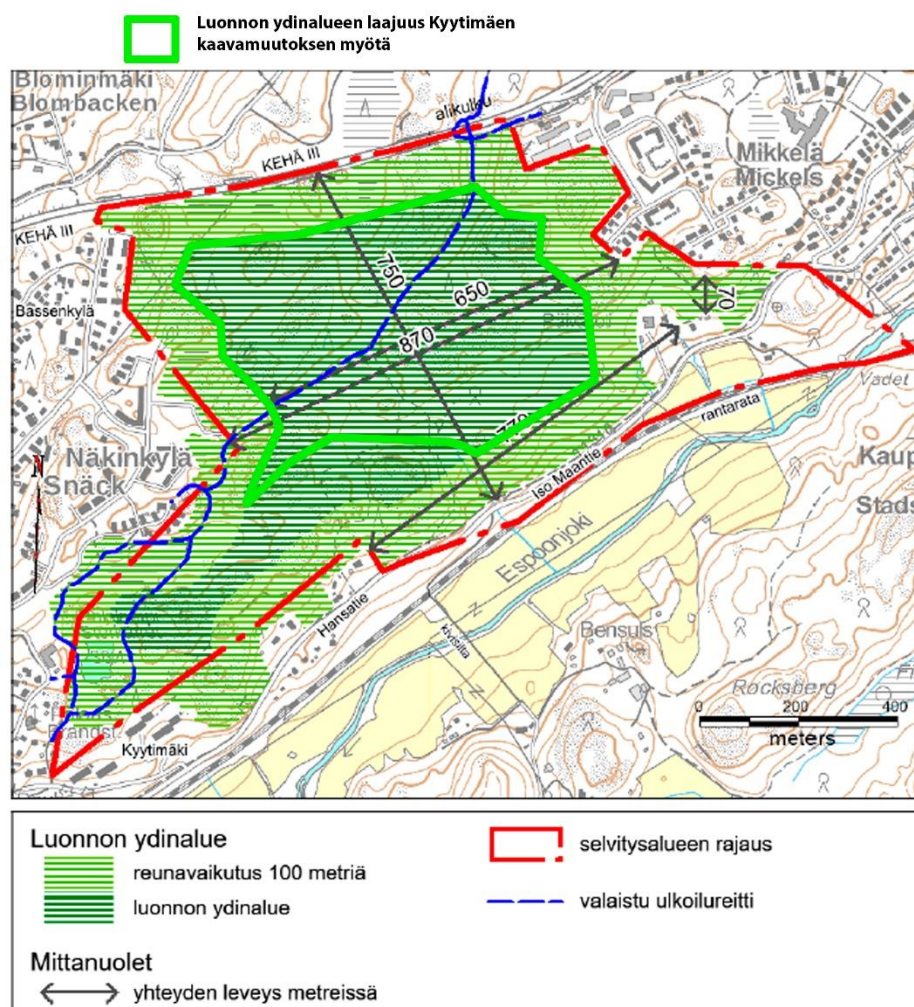 Luonnon ydinalueen laajuus Kyytimäen
kaavamuutoksen myötä
Blominmäki
Blombacken
alikulku
KEHÄ III
Mikkelä
Mickels
KEHÄ III
750
650
70
Bassenkylä
870
Vadet
rantarata
Näkinkylä
Snäck
N
Iso Maantie
Kaup
Stads
Espoonjoki
Hansatie
kivisilta
Bensuis
Rocksberg
Kyytimäki
0 200 400
meters
Luonnon ydinalue
reunavaikutus 100 metriä
luonnon ydinalue
selvitysalueen rajaus
valaistu ulkoilureitti
Mittanuolet
yhteyden leveys metreissä